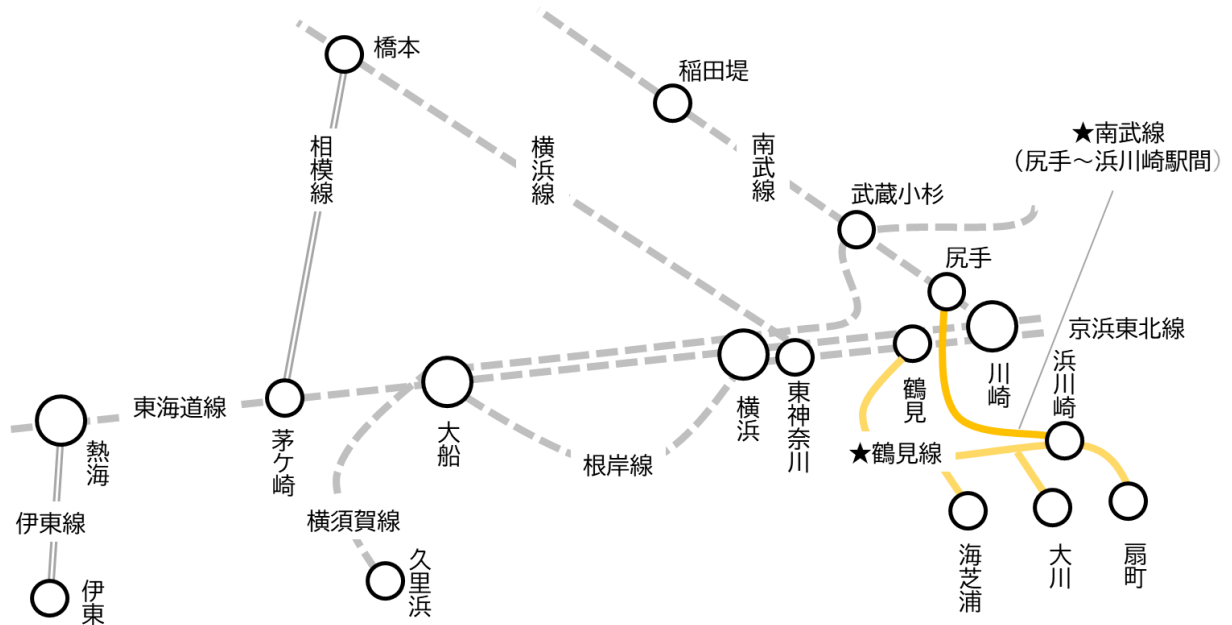 橋本
稲田堤
★南武線
（尻手～浜川崎駅間）
相模線
横浜線
南武線
武蔵小杉
尻手
京浜東北線
東海道線
熱海
茅ケ崎
大船
横浜
東神奈川
鶴見
川崎
浜川崎
根岸線
★鶴見線
伊東線
横須賀線
伊東
久里浜
海芝浦
大川
扇町